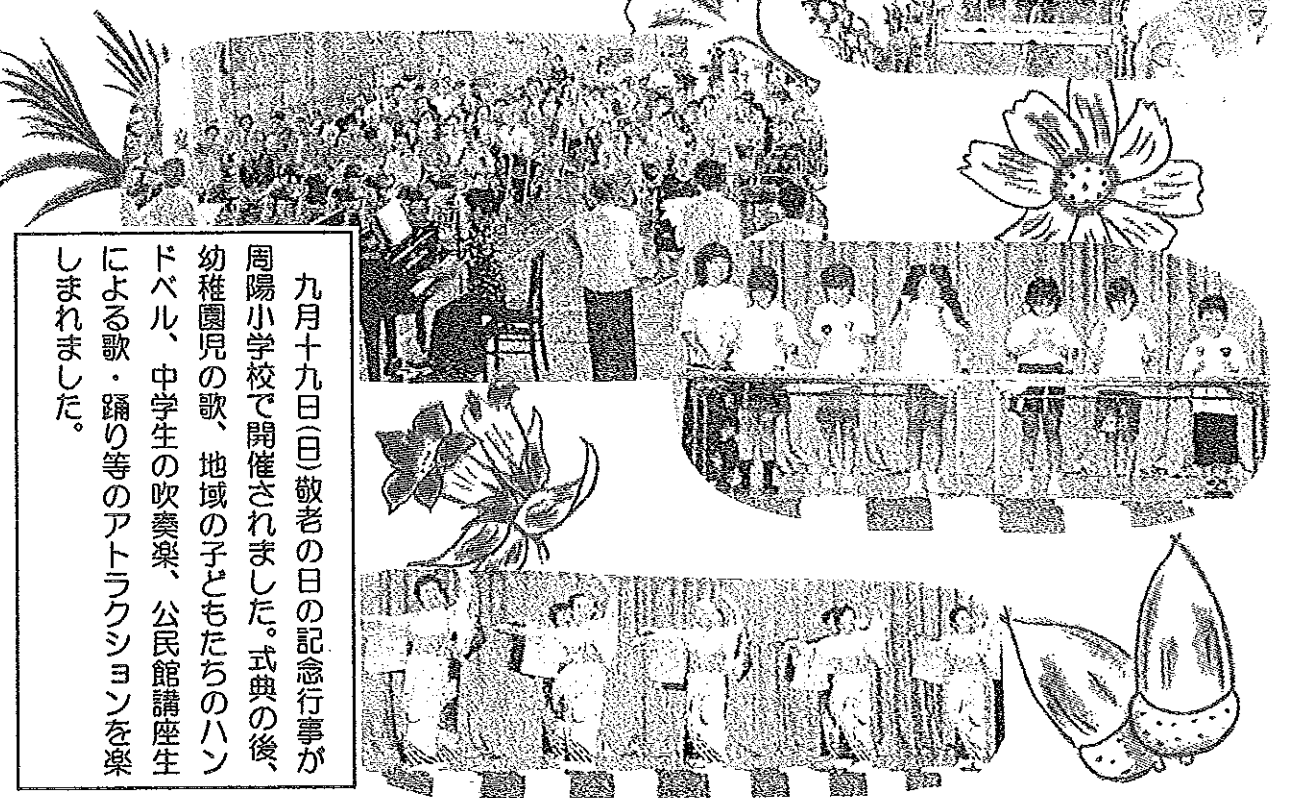 九月十九日(日)敬老の日の記念行事が
周陽小学校で開催されました。式典の後、
幼稚園児の歌、地域の子どもたちのハン
ドベル、中学生の吹奏楽、公民館講座生
による歌・踊り等のアトラクションを楽
しまれました。